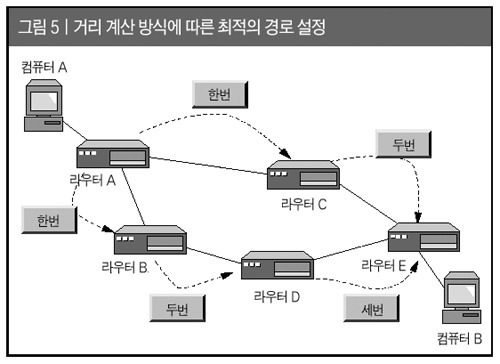 그림 5 | 거리 계산 방식에 따른 최적의 경로 설정
컴퓨터 A
한번
두번
라우터 A
라우터 C
한번
라우터 B.
라우터 E
라우터 D
두번
세번
컴퓨터 B